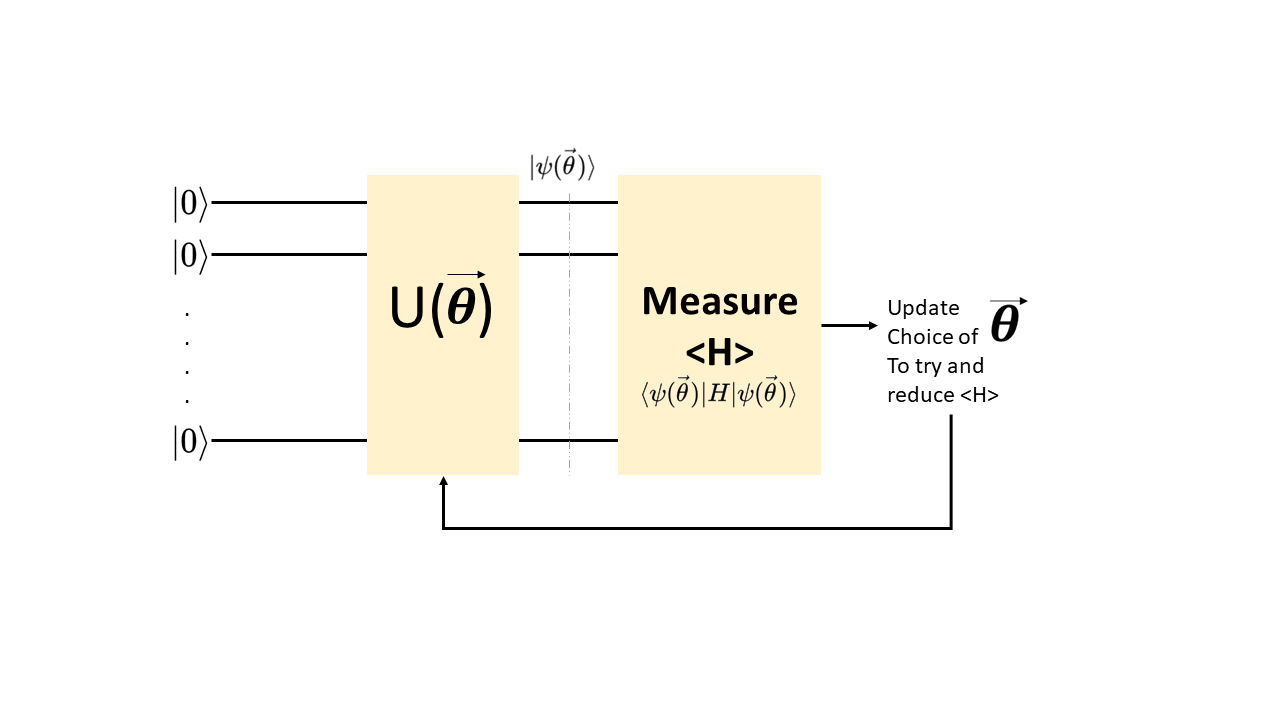 |ψ(θ⃗)⟩
|0⟩
|0⟩
.
.
.
.
|0⟩
U(θ⃗)
Measure
<H>
⟨ψ(θ⃗)|H|ψ(θ⃗)⟩
Update
Choice of θ⃗
To try and
reduce <H>